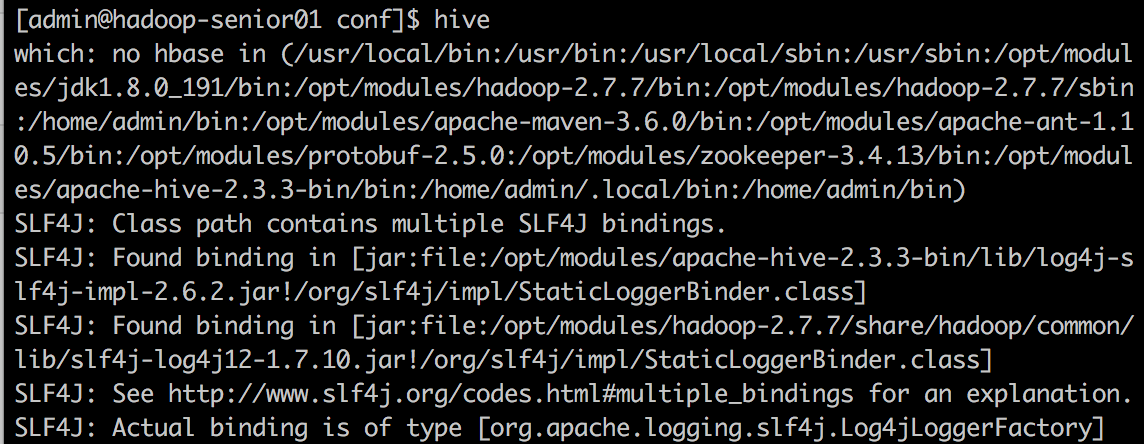 [admin@hadoop-senior01 conf]$ hive
which: no hbase in (/usr/local/bin:/usr/bin:/usr/local/sbin:/usr/sbin:/opt/modul
es/jdk1.8.0_191/bin:/opt/modules/hadoop-2.7.7/bin:/opt/modules/hadoop-2.7.7/sbin
:/home/admin/bin:/opt/modules/apache-maven-3.6.0/bin:/opt/modules/apache-ant-1.1
0.5/bin:/opt/modules/protobuf-2.5.0:/opt/modules/zookeeper-3.4.13/bin:/opt/modul
es/apache-hive-2.3.3-bin/bin:/home/admin/.local/bin:/home/admin/bin)
SLF4J: Class path contains multiple SLF4J bindings.
SLF4J: Found binding in [jar:file:/opt/modules/apache-hive-2.3.3-bin/lib/log4j-s
lf4j-impl-2.6.2.jar!/org/slf4j/impl/StaticLoggerBinder.class]
SLF4J: Found binding in [jar:file:/opt/modules/hadoop-2.7.7/share/hadoop/common/
lib/slf4j-log4j12-1.7.10.jar!/org/slf4j/impl/StaticLoggerBinder.class]
SLF4J: See http://www.slf4j.org/codes.html#multiple_bindings for an explanation.
SLF4J: Actual binding is of type [org.apache.logging.slf4j.Log4jLoggerFactory]